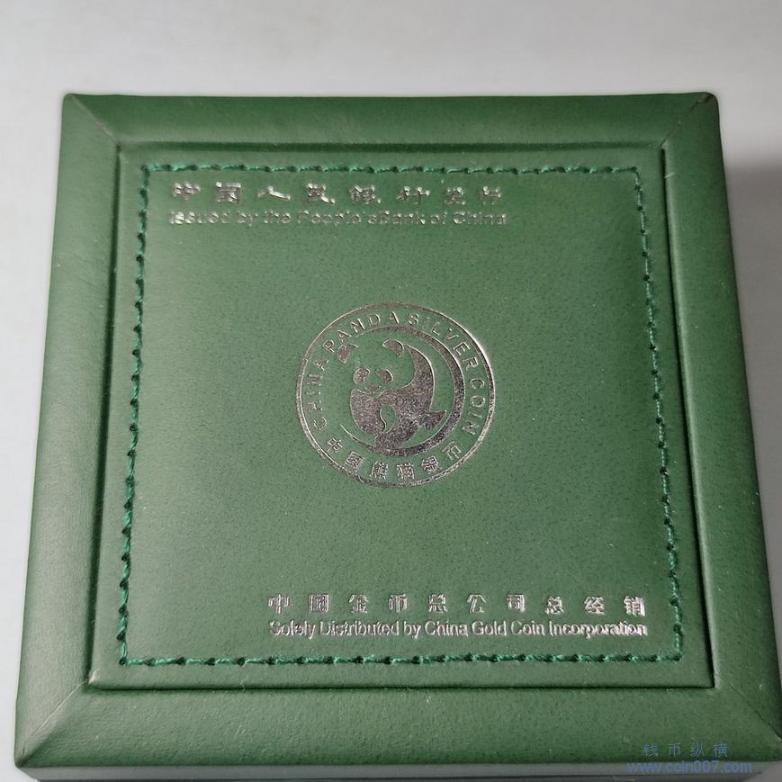 中国人民银行发行
Issued by the People'sBank of China
CHINA PANDA SILVER COIN
中国熊猫银币
中国金币总公司总经销
Solely Distributed by China Gold Coin Incorporation
钱币纵横
www.coin007.com